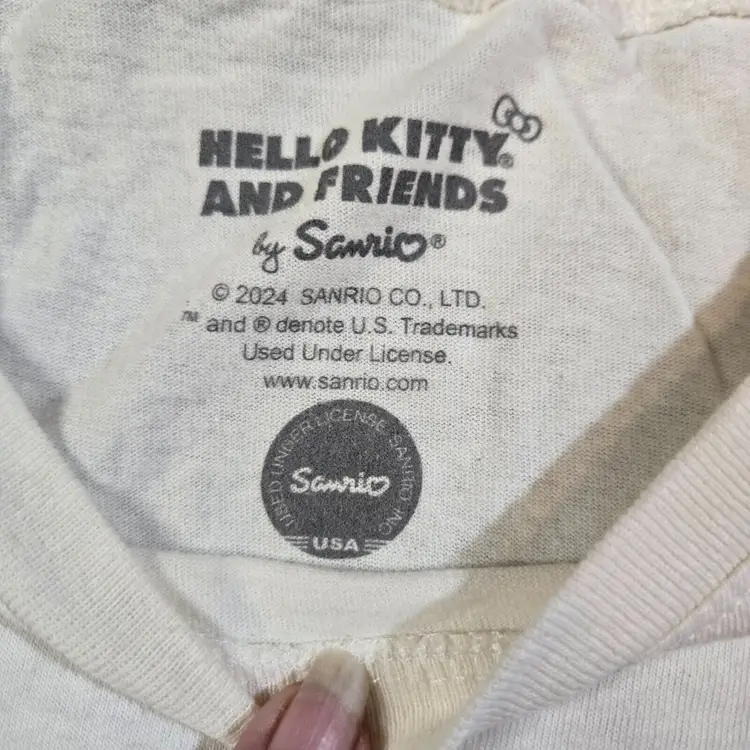 HELLO KITTY®
AND FRIENDS
by Sanrio®
© 2024 SANRIO CO., LTD.
™ and ® denote U.S. Trademarks
Used Under License.
www.sanrio.com
USED UNDER LICENSE SANRIO, INC.
Sanrio
USA